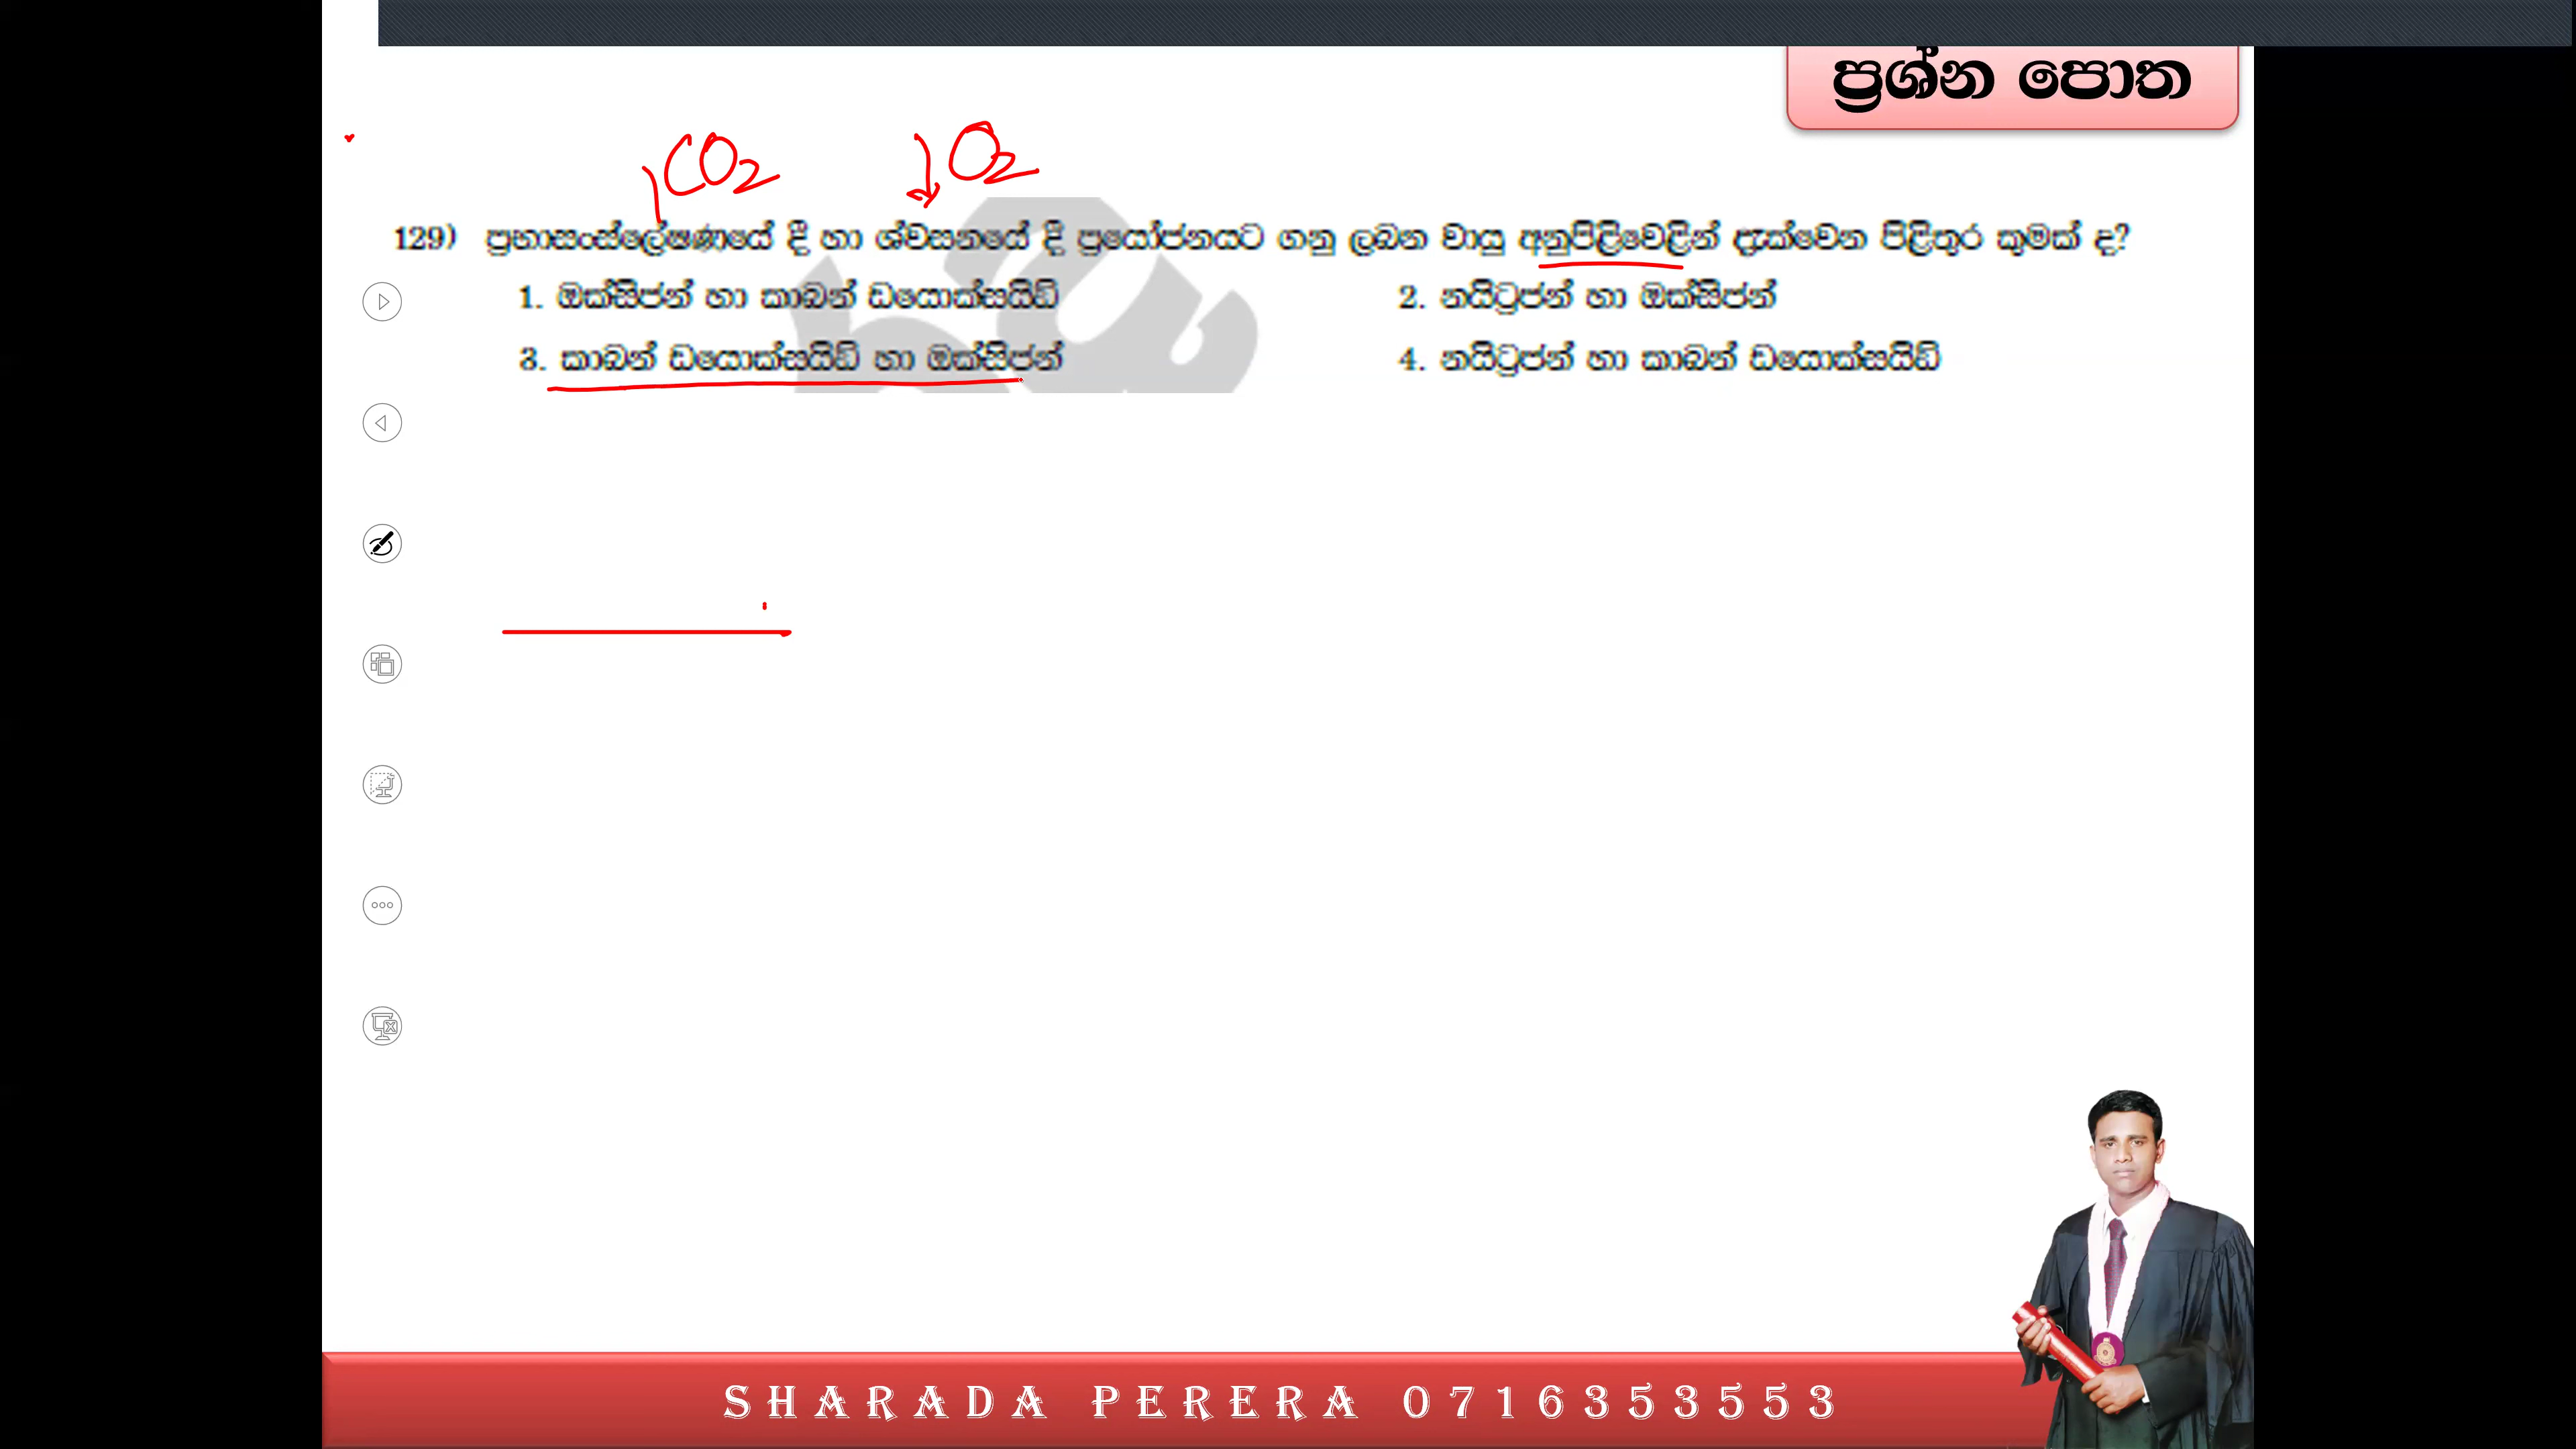 ප්‍රශ්න පොත
CO2 O2
129) ප්‍රභාසංස්ලේෂණයේ දී හා ශ්වසනයේ දී ප්‍රයෝජනයට ගනු ලබන වායු අනුපිළිවෙළින් දැක්වෙන පිළිතුර කුමක් ද?
1. ඔක්සිජන් හා කාබන් ඩයොක්සයිඩ් 2. නයිට්‍රජන් හා ඔක්සිජන්
3. කාබන් ඩයොක්සයිඩ් හා ඔක්සිජන් 4. නයිට්‍රජන් හා කාබන් ඩයොක්සයිඩ්
SHARADA PERERA 0716353553